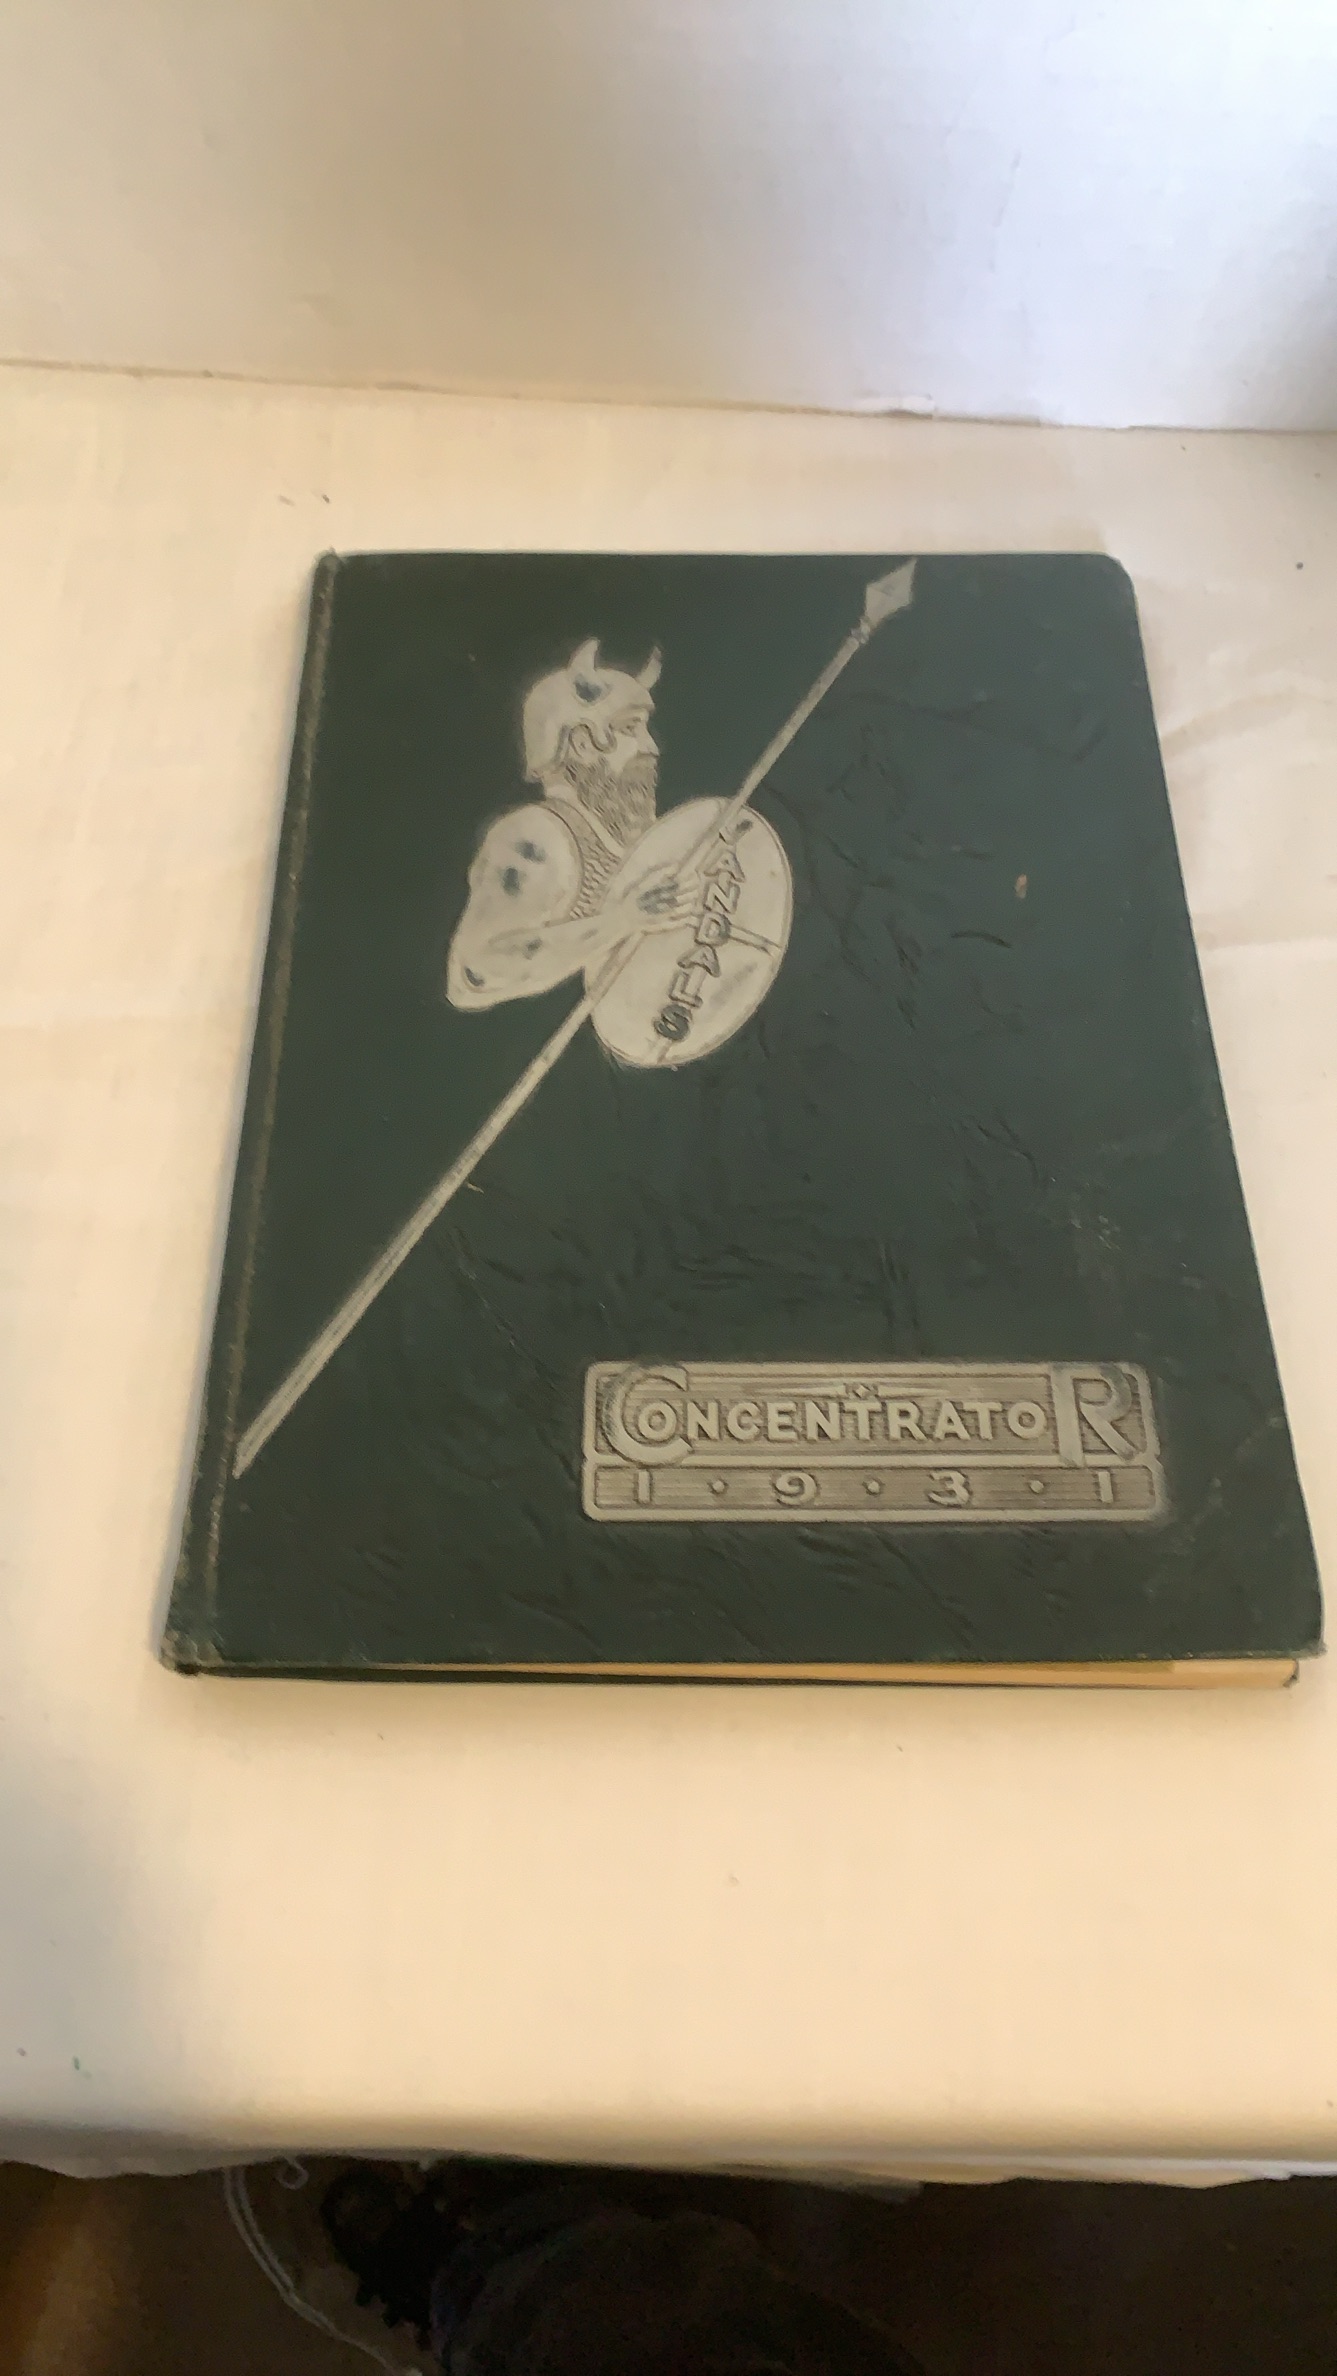 VANDALS
CONCENTRATOR
1·9·3·1